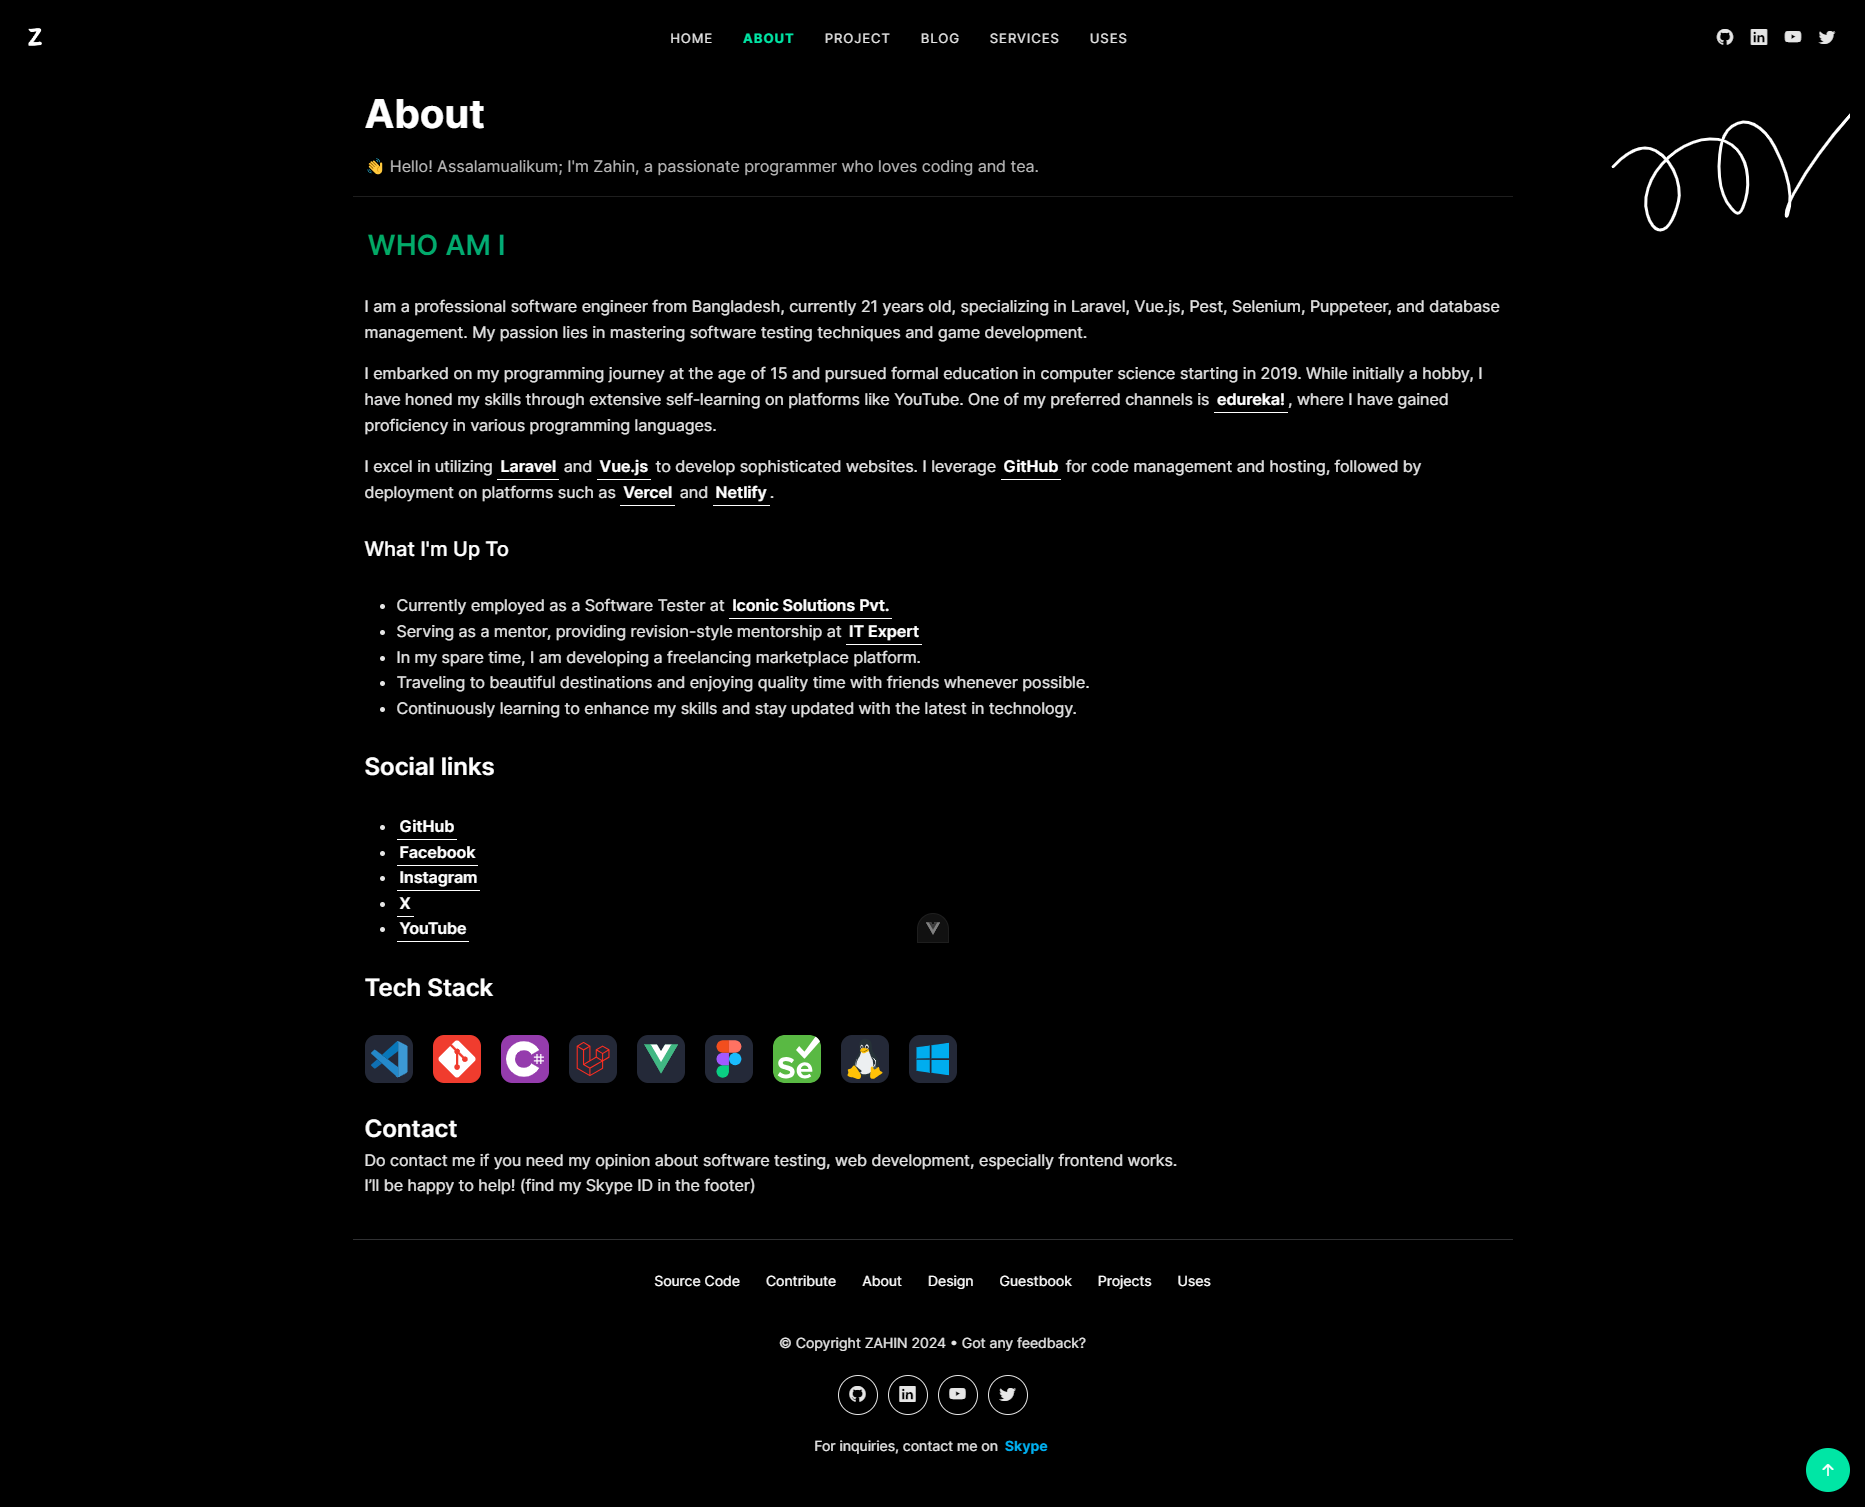 Z
HOME ABOUT PROJECT BLOG SERVICES USES
About
👋 Hello! Assalamualikum; I'm Zahin, a passionate programmer who loves coding and tea.
WHO AM I
I am a professional software engineer from Bangladesh, currently 21 years old, specializing in Laravel, Vue.js, Pest, Selenium, Puppeteer, and database
management. My passion lies in mastering software testing techniques and game development.
I embarked on my programming journey at the age of 15 and pursued formal education in computer science starting in 2019. While initially a hobby, I
have honed my skills through extensive self-learning on platforms like YouTube. One of my preferred channels is edureka!, where I have gained
proficiency in various programming languages.
I excel in utilizing Laravel and Vue.js to develop sophisticated websites. I leverage GitHub for code management and hosting, followed by
deployment on platforms such as Vercel and Netlify.
What I'm Up To
• Currently employed as a Software Tester at Iconic Solutions Pvt.
• Serving as a mentor, providing revision-style mentorship at IT Expert
• In my spare time, I am developing a freelancing marketplace platform.
• Traveling to beautiful destinations and enjoying quality time with friends whenever possible.
• Continuously learning to enhance my skills and stay updated with the latest in technology.
Social links
• GitHub
• Facebook
• Instagram
• X
• YouTube
Tech Stack
C# Se
Contact
Do contact me if you need my opinion about software testing, web development, especially frontend works.
I'll be happy to help! (find my Skype ID in the footer)
Source Code Contribute About Design Guestbook Projects Uses
© Copyright ZAHIN 2024 • Got any feedback?
in
For inquiries, contact me on Skype